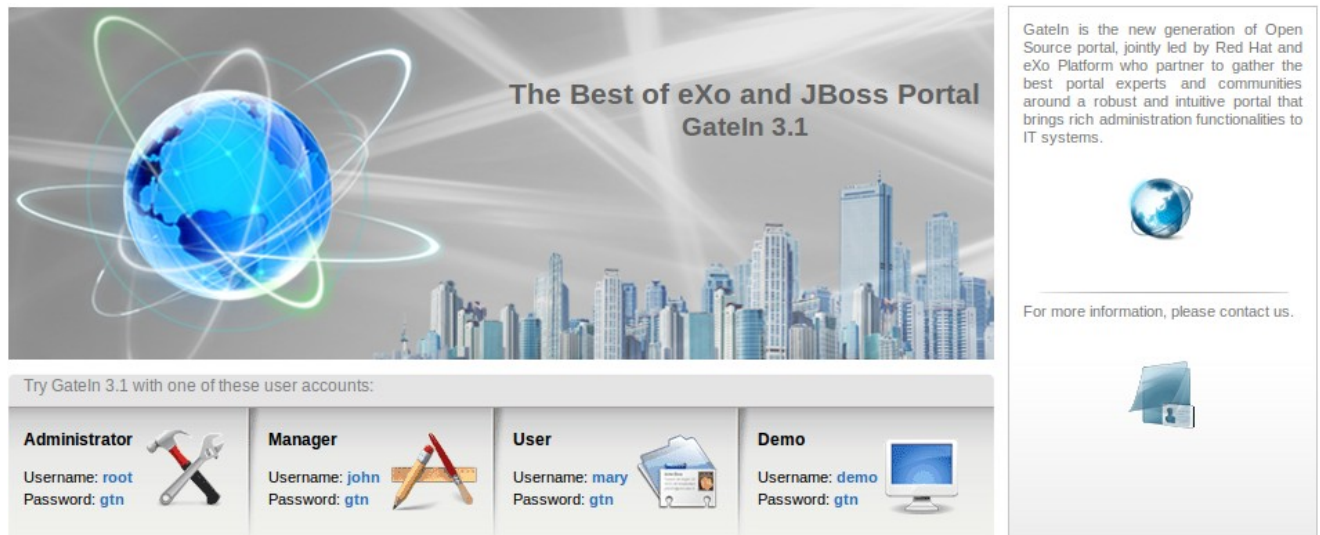 The Best of eXo and JBoss Portal
GateIn 3.1
GateIn is the new generation of Open
Source portal, jointly led by Red Hat and
eXo Platform who partner to gather the
best portal experts and communities
around a robust and intuitive portal that
brings rich administration functionalities to
IT systems.
For more information, please contact us.
Try GateIn 3.1 with one of these user accounts:
Administrator
Username: root
Password: gtn
Manager
Username: john
Password: gtn
User
Username: mary
Password: gtn
Demo
Username: demo
Password: gtn